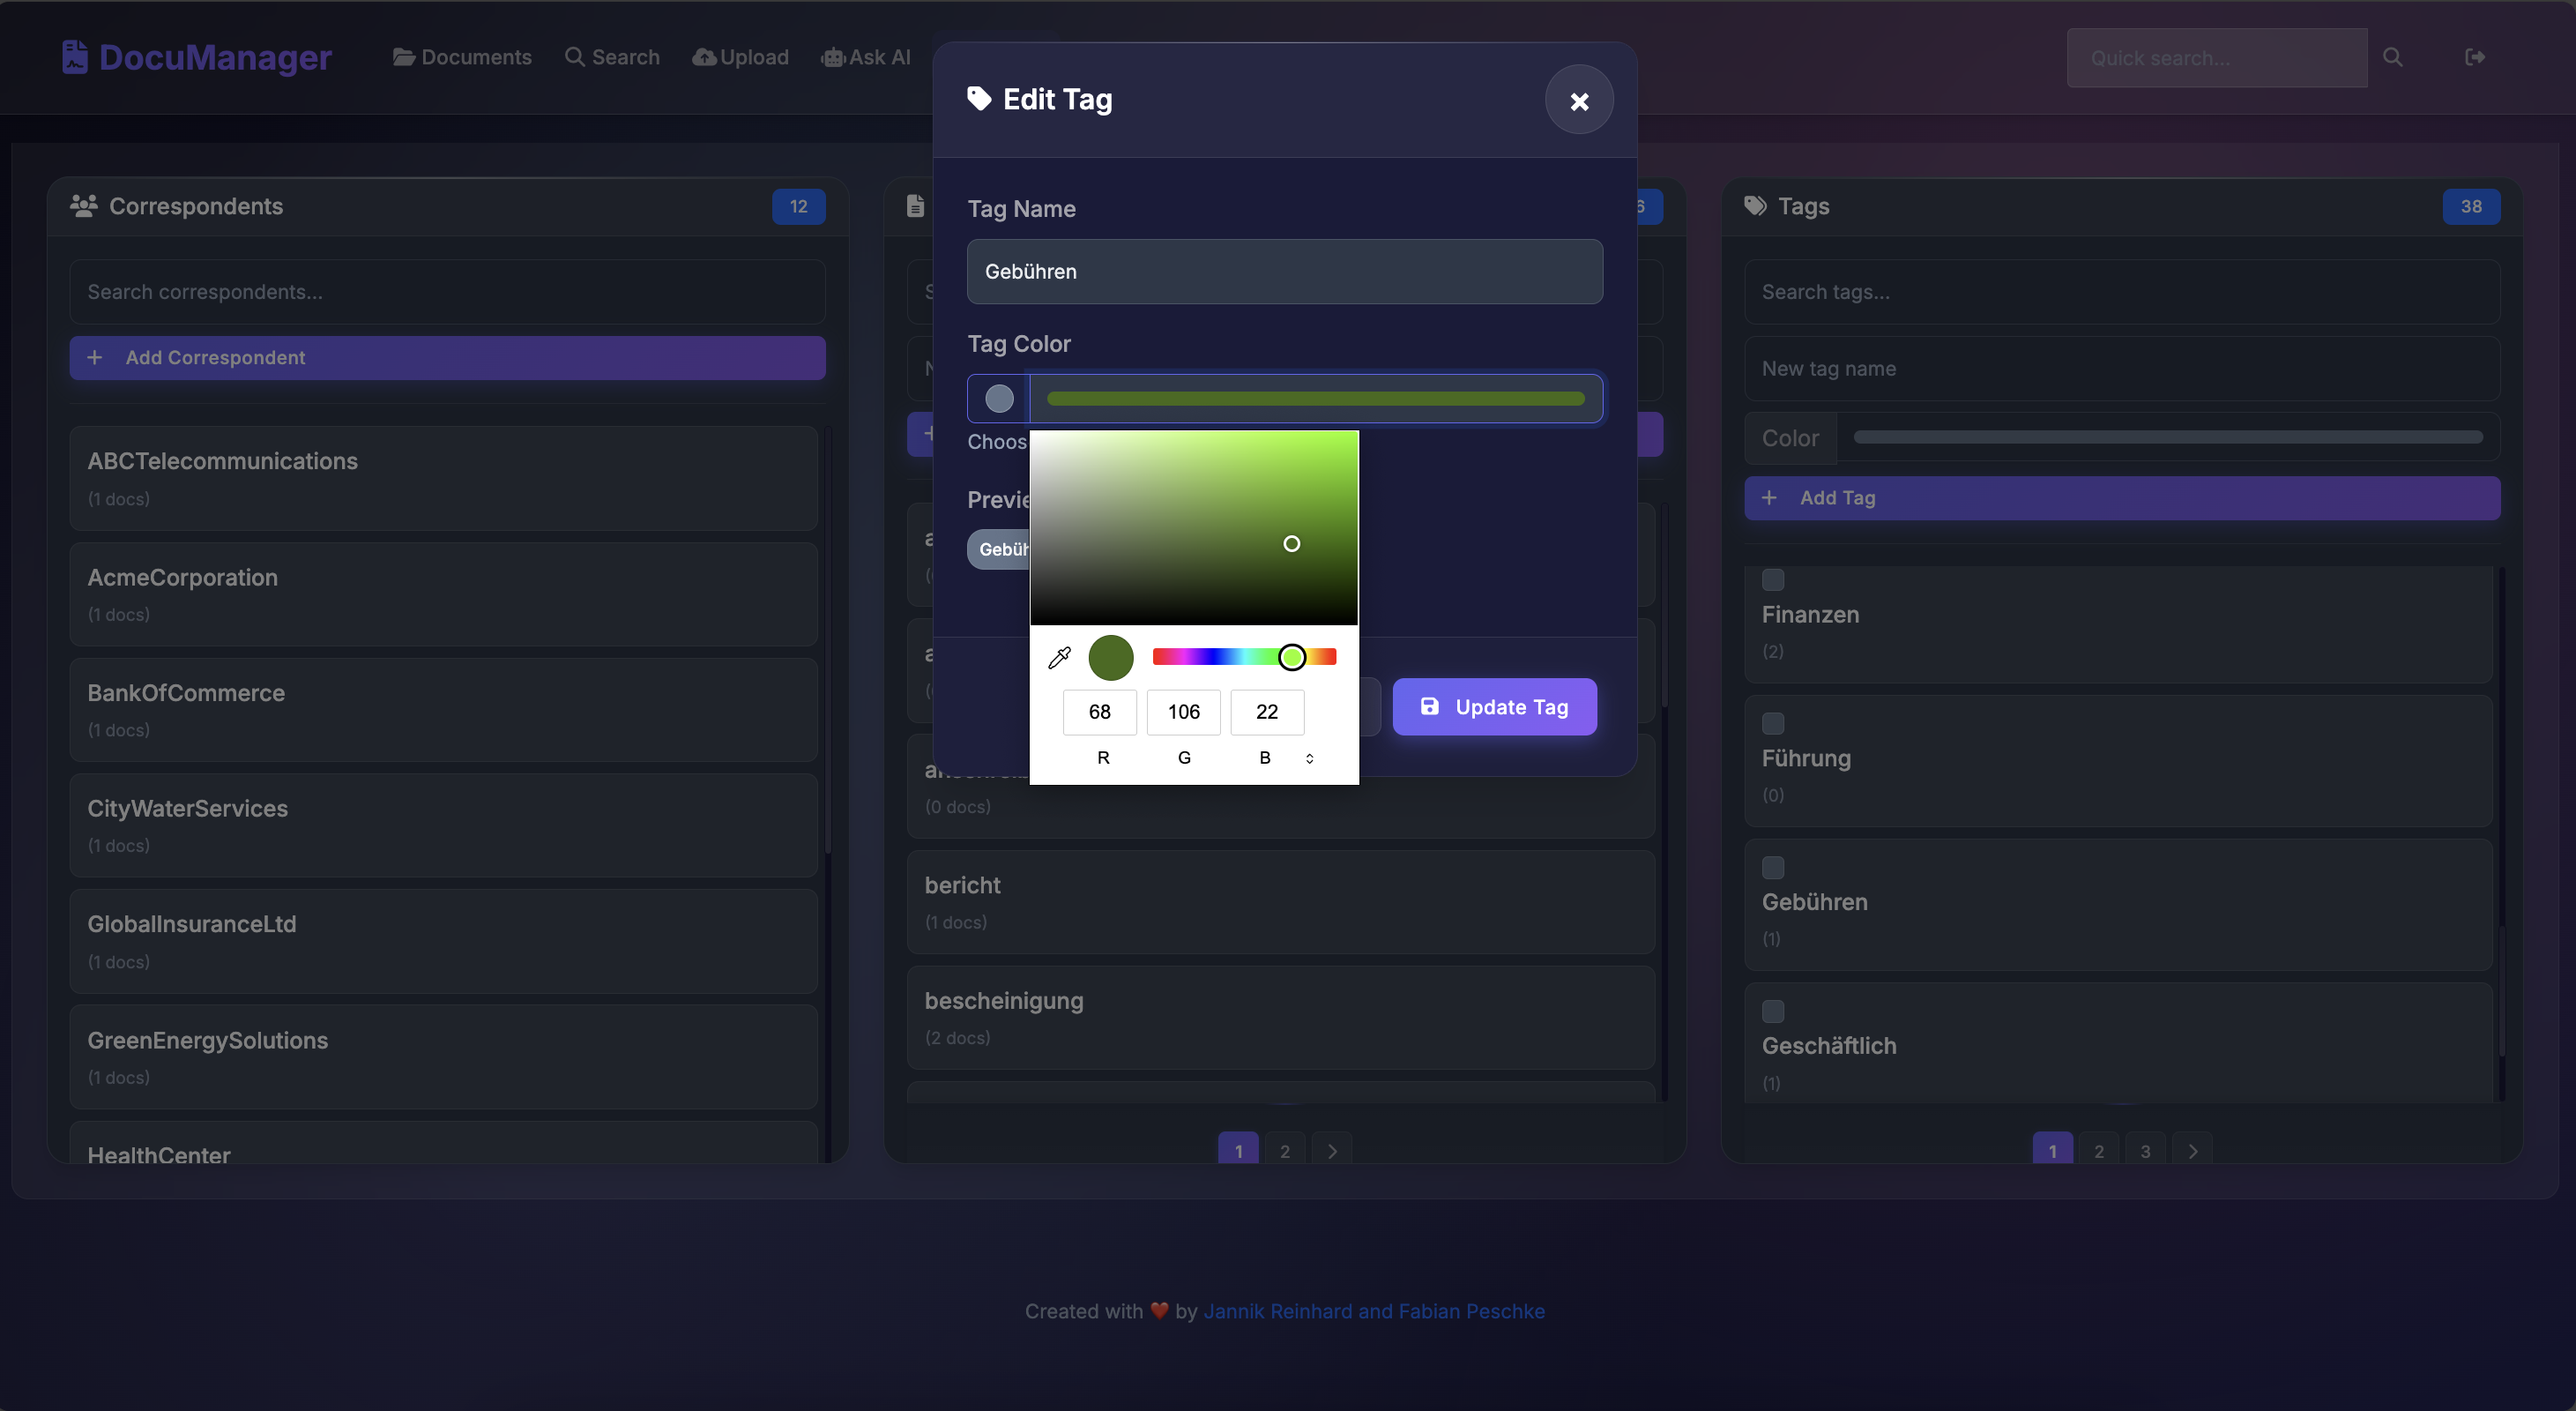 DocuManager
Documents
Search
Upload
Ask AI
Quick search...
Edit Tag
Tag Name
Gebühren
Tag Color
Choos
Previe
Gebüh
68
106
22
R
G
B
Update Tag
Correspondents
12
Search correspondents...
Add Correspondent
ABCTelecommunications
(1 docs)
AcmeCorporation
(1 docs)
BankOfCommerce
(1 docs)
CityWaterServices
(1 docs)
GlobalInsuranceLtd
(1 docs)
GreenEnergySolutions
(1 docs)
HealthCenter
(0 docs)
bericht
(1 docs)
bescheinigung
(2 docs)
1
2
Tags
38
Search tags...
New tag name
Color
Add Tag
Finanzen
(2)
Führung
(0)
Gebühren
(1)
Geschäftlich
(1)
1
2
3
Created with ❤️ by Jannik Reinhard and Fabian Peschke